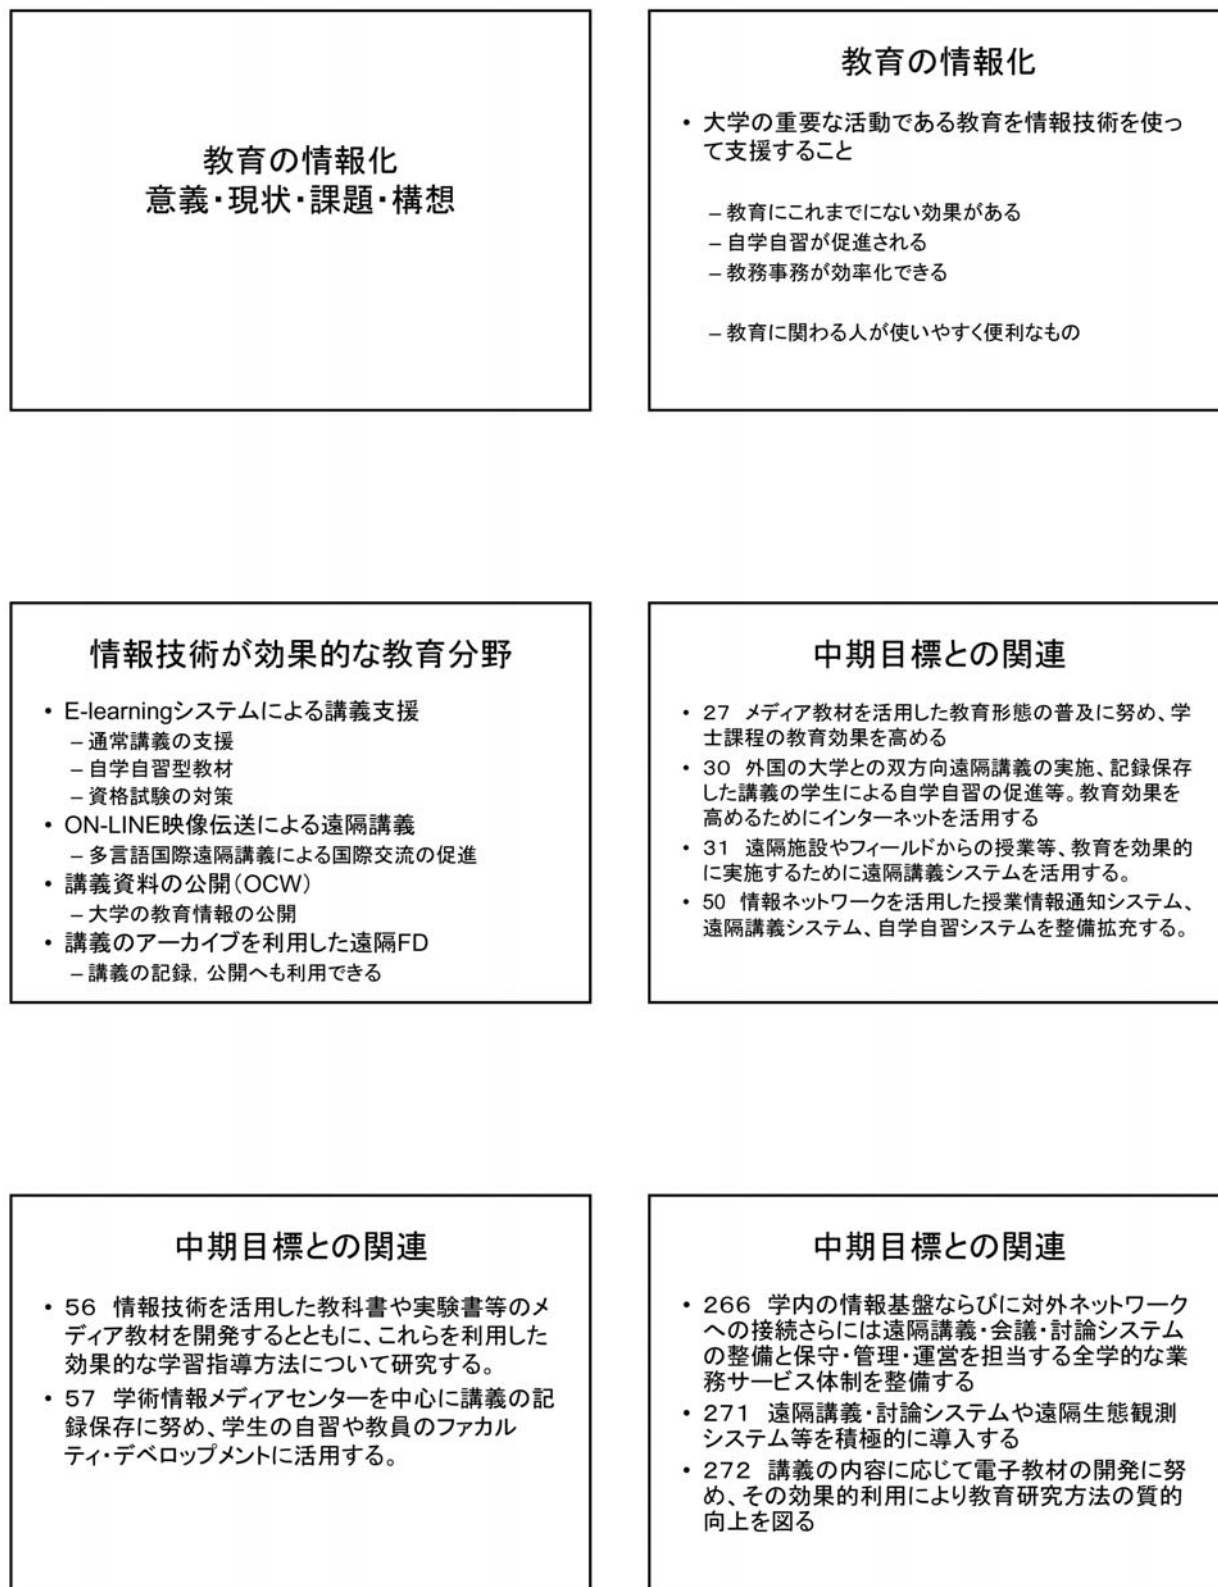 教育の情報化
意義・現状・課題・構想
教育の情報化
• 大学の重要な活動である教育を情報技術を使っ
て支援すること
– 教育にこれまでにない効果がある
– 自学自習が促進される
– 教務事務が効率化できる
– 教育に関わる人が使いやすく便利なもの
情報技術が効果的な教育分野
• E-learningシステムによる講義支援
– 通常講義の支援
– 自学自習型教材
– 資格試験の対策
• ON-LINE映像伝送による遠隔講義
– 多言語国際遠隔講義による国際交流の促進
• 講義資料の公開（OCW）
– 大学の教育情報の公開
• 講義のアーカイブを利用した遠隔FD
– 講義の記録，公開へも利用できる
中期目標との関連
• 27　メディア教材を活用した教育形態の普及に努め、学
士課程の教育効果を高める
• 30　外国の大学との双方向遠隔講義の実施、記録保存
した講義の学生による自学自習の促進等。教育効果を
高めるためにインターネットを活用する
• 31　遠隔施設やフィールドからの授業等、教育を効果的
に実施するために遠隔講義システムを活用する。
• 50　情報ネットワークを活用した授業情報通知システム、
遠隔講義システム、自学自習システムを整備拡充する。
中期目標との関連
• 56　情報技術を活用した教科書や実験書等のメ
ディア教材を開発するとともに、これらを利用した
効果的な学習指導方法について研究する。
• 57　学術情報メディアセンターを中心に講義の記
録保存に努め、学生の自習や教員のファカル
ティ・デベロップメントに活用する。
中期目標との関連
• 266　学内の情報基盤ならびに対外ネットワーク
への接続さらには遠隔講義・会議・討論システム
の整備と保守・管理・運営を担当する全学的な業
務サービス体制を整備する
• 271　遠隔講義・討論システムや遠隔生態観測
システム等を積極的に導入する
• 272　講義の内容に応じて電子教材の開発に努
め、その効果的利用により教育研究方法の質的
向上を図る